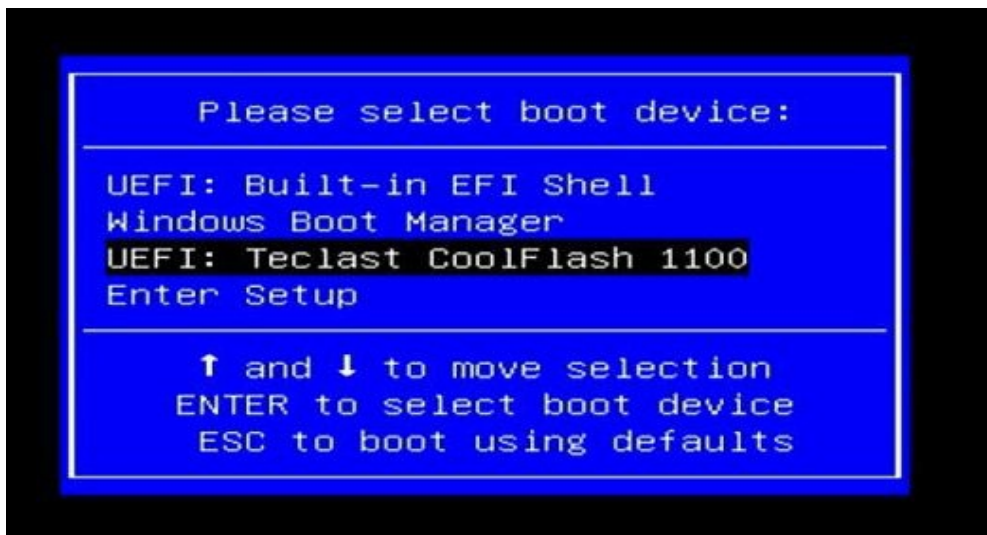 Please select boot device:
UEFI: Built-in EFI Shell
Windows Boot Manager
UEFI: Teclast CoolFlash 1100
Enter Setup
↑ and ↓ to move selection
ENTER to select boot device
ESC to boot using defaults